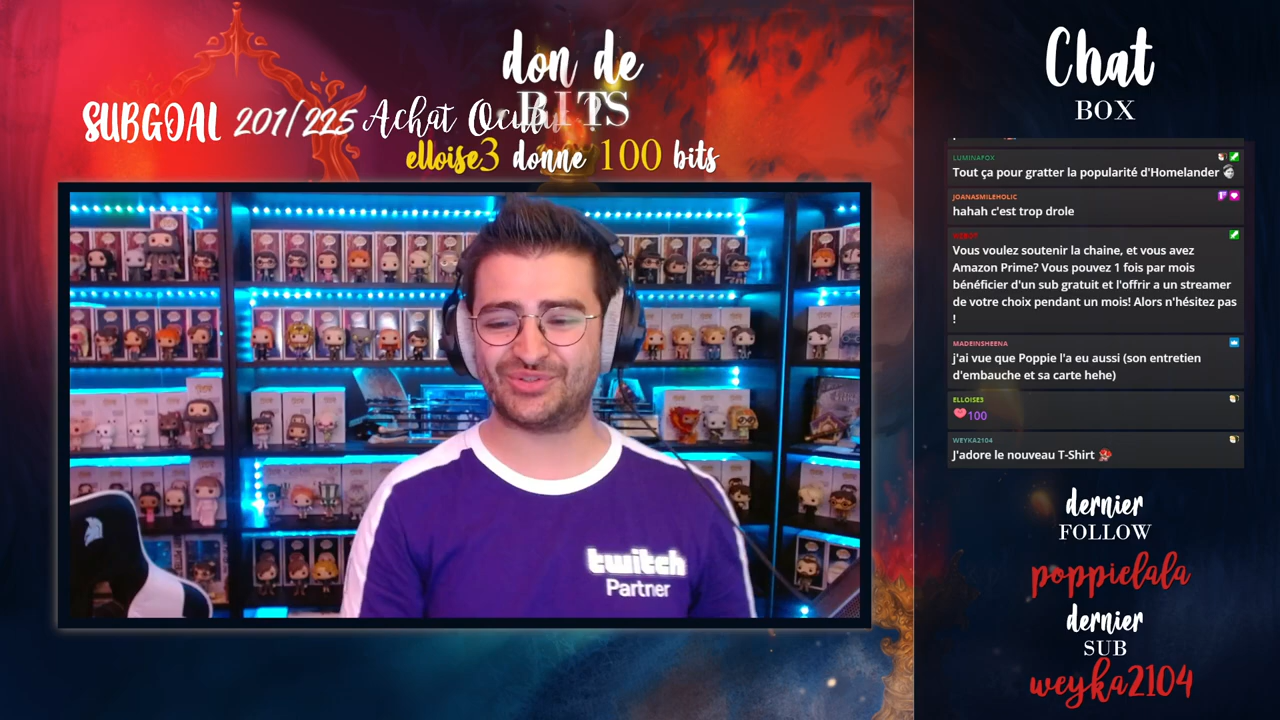 don de
BITS
SUBGOAL 201/225 Achat Oculus ?
elloise3 donne 100 bits
twitch
Partner
Chat
BOX
LUMINAFOX
Tout ça pour gratter la popularité d'Homelander
JOANASMILEHOLIC
hahah c'est trop drole
Vous voulez soutenir la chaine, et vous avez
Amazon Prime? Vous pouvez 1 fois par mois
bénéficier d'un sub gratuit et l'offrir a un streamer
de votre choix pendant un mois! Alors n'hésitez pas
!
MADEINSHEENA
j'ai vue que Poppie l'a eu aussi (son entretien
d'embauche et sa carte hehe)
ELLOISE3
100
WEYKA2104
J'adore le nouveau T-Shirt
dernier
FOLLOW
poppielala
dernier
SUB
weyka2104